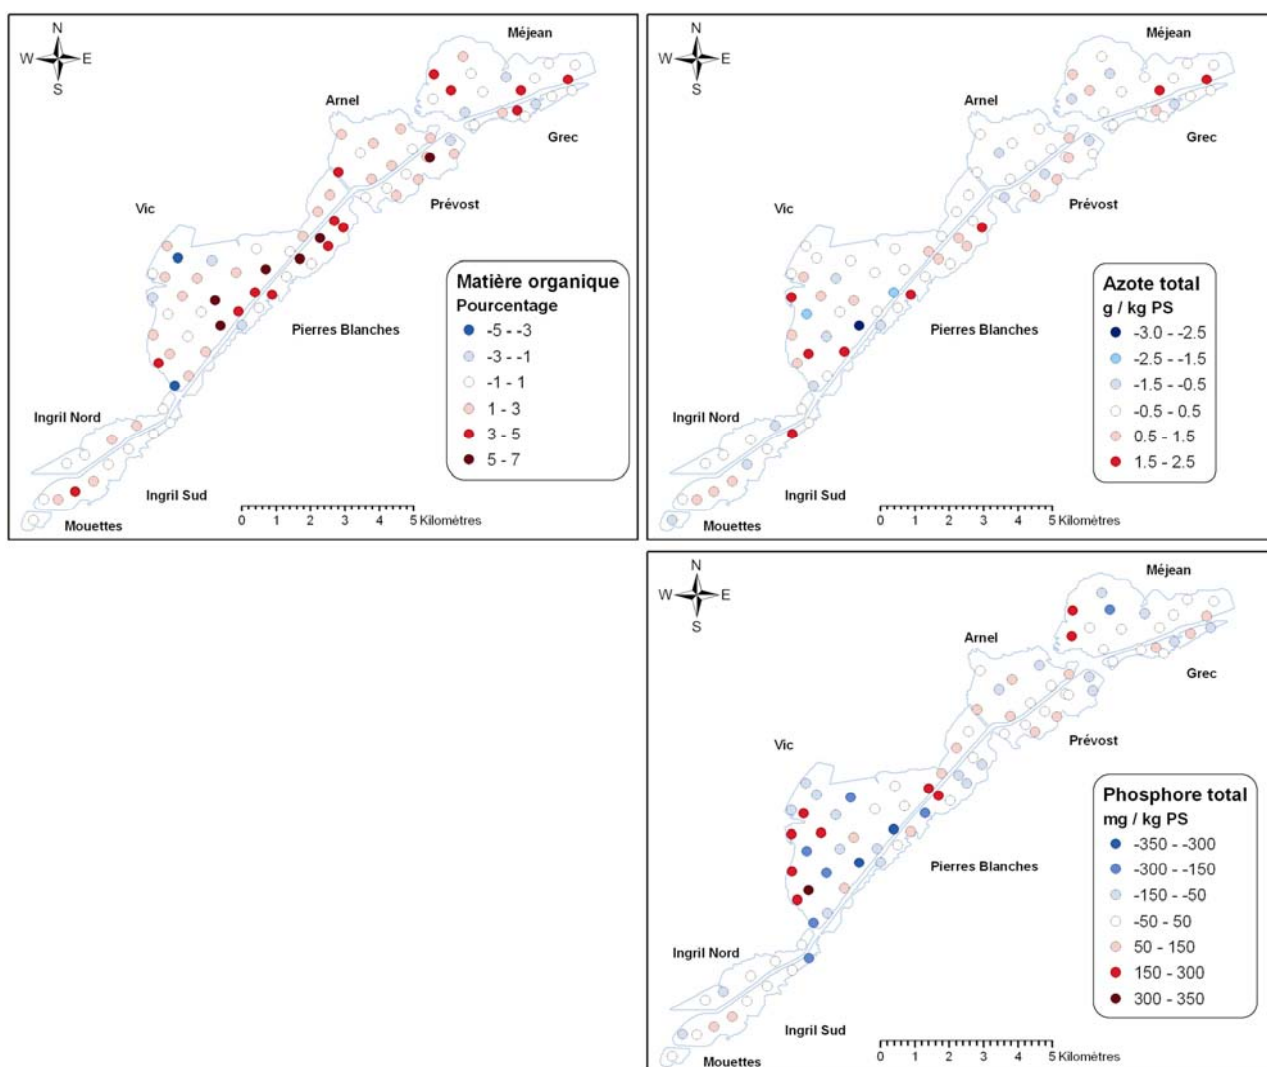 N
W E
S
Méjean
Arnel
Grec
Prévost
Vic
Pierres Blanches
Ingril Nord
Ingril Sud
Mouettes
Matière organique
Pourcentage
-5 - -3
-3 - -1
-1 - 1
1 - 3
3 - 5
5 - 7
0 1 2 3 4 5 Kilomètres
N
W E
S
Méjean
Arnel
Grec
Prévost
Vic
Pierres Blanches
Ingril Nord
Ingril Sud
Mouettes
Azote total
g / kg PS
-3.0 - -2.5
-2.5 - -1.5
-1.5 - -0.5
-0.5 - 0.5
0.5 - 1.5
1.5 - 2.5
0 1 2 3 4 5 Kilomètres
N
W E
S
Méjean
Arnel
Grec
Prévost
Vic
Pierres Blanches
Ingril Nord
Ingril Sud
Mouettes
Phosphore total
mg / kg PS
-350 - -300
-300 - -150
-150 - -50
-50 - 50
50 - 150
150 - 300
300 - 350
0 1 2 3 4 5 Kilomètres